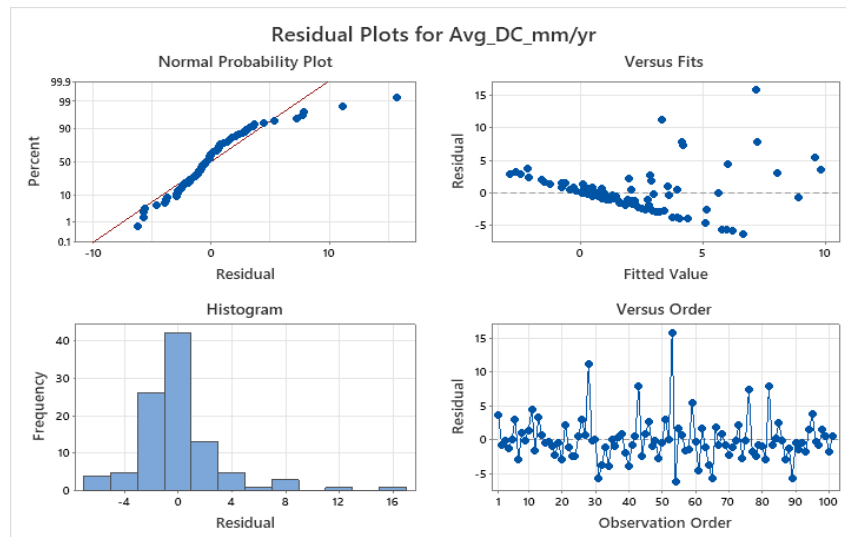 Residual Plots for Avg_DC_mm/yr
Normal Probability Plot
Versus Fits
99.9
99
90
50
10
1
0.1
Percent
-10 0 10
Residual
15
10
5
0
-5
Residual
0 5 10
Fitted Value
Histogram
Versus Order
40
30
20
10
0
Frequency
-4 0 4 8 12 16
Residual
15
10
5
0
-5
Residual
1 10 20 30 40 50 60 70 80 90 100
Observation Order